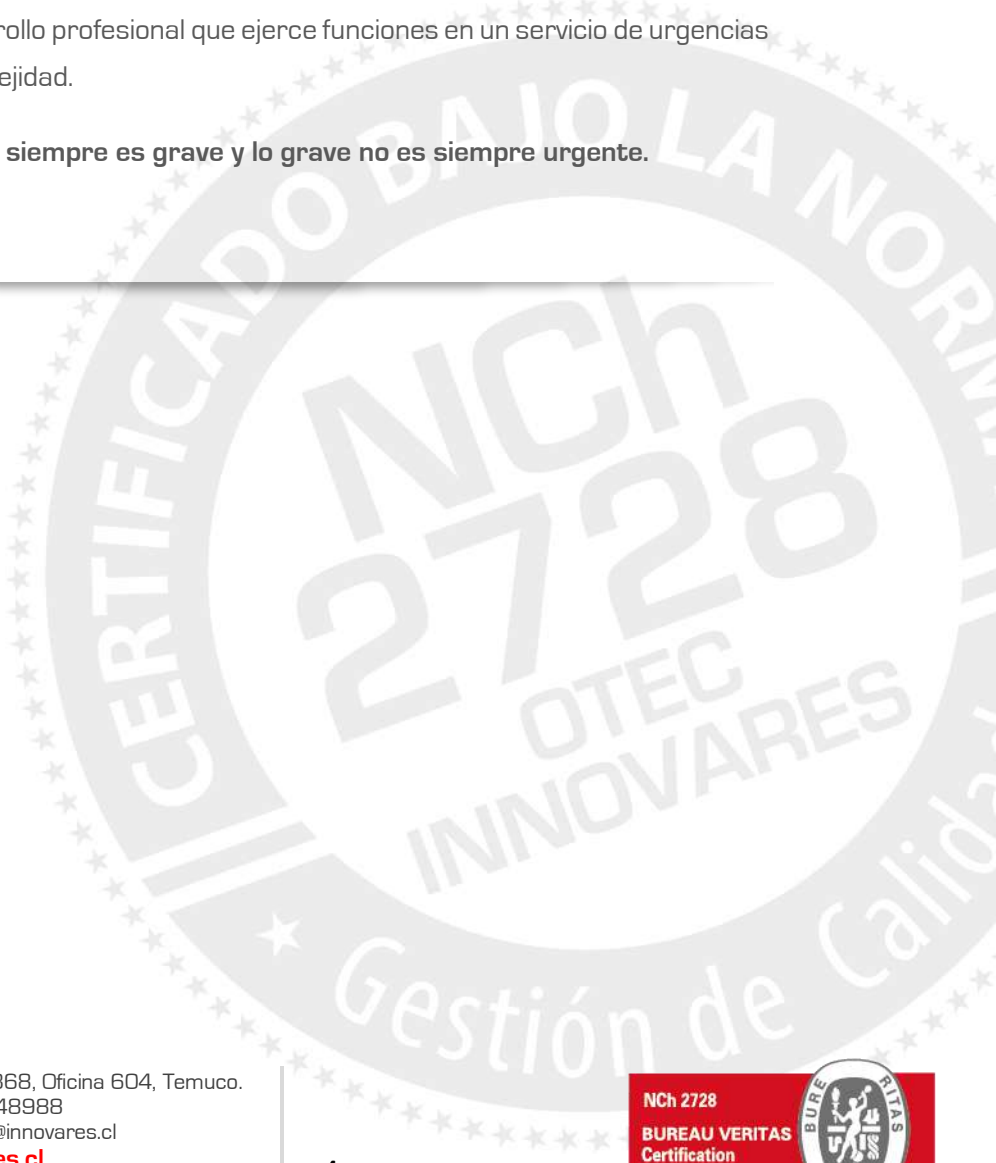 rollo profesional que ejerce funciones en un servicio de urgencias
ejidad.
siempre es grave y lo grave no es siempre urgente.
CERTIFICADO BAJO LA NORMA
NCh
2728
OTEC
INNOVARES
Gestión de Calidad
368, Oficina 604, Temuco.
48988
@innovares.cl
es.cl
NCh 2728
BUREAU VERITAS
Certification
BUREAU VERITAS